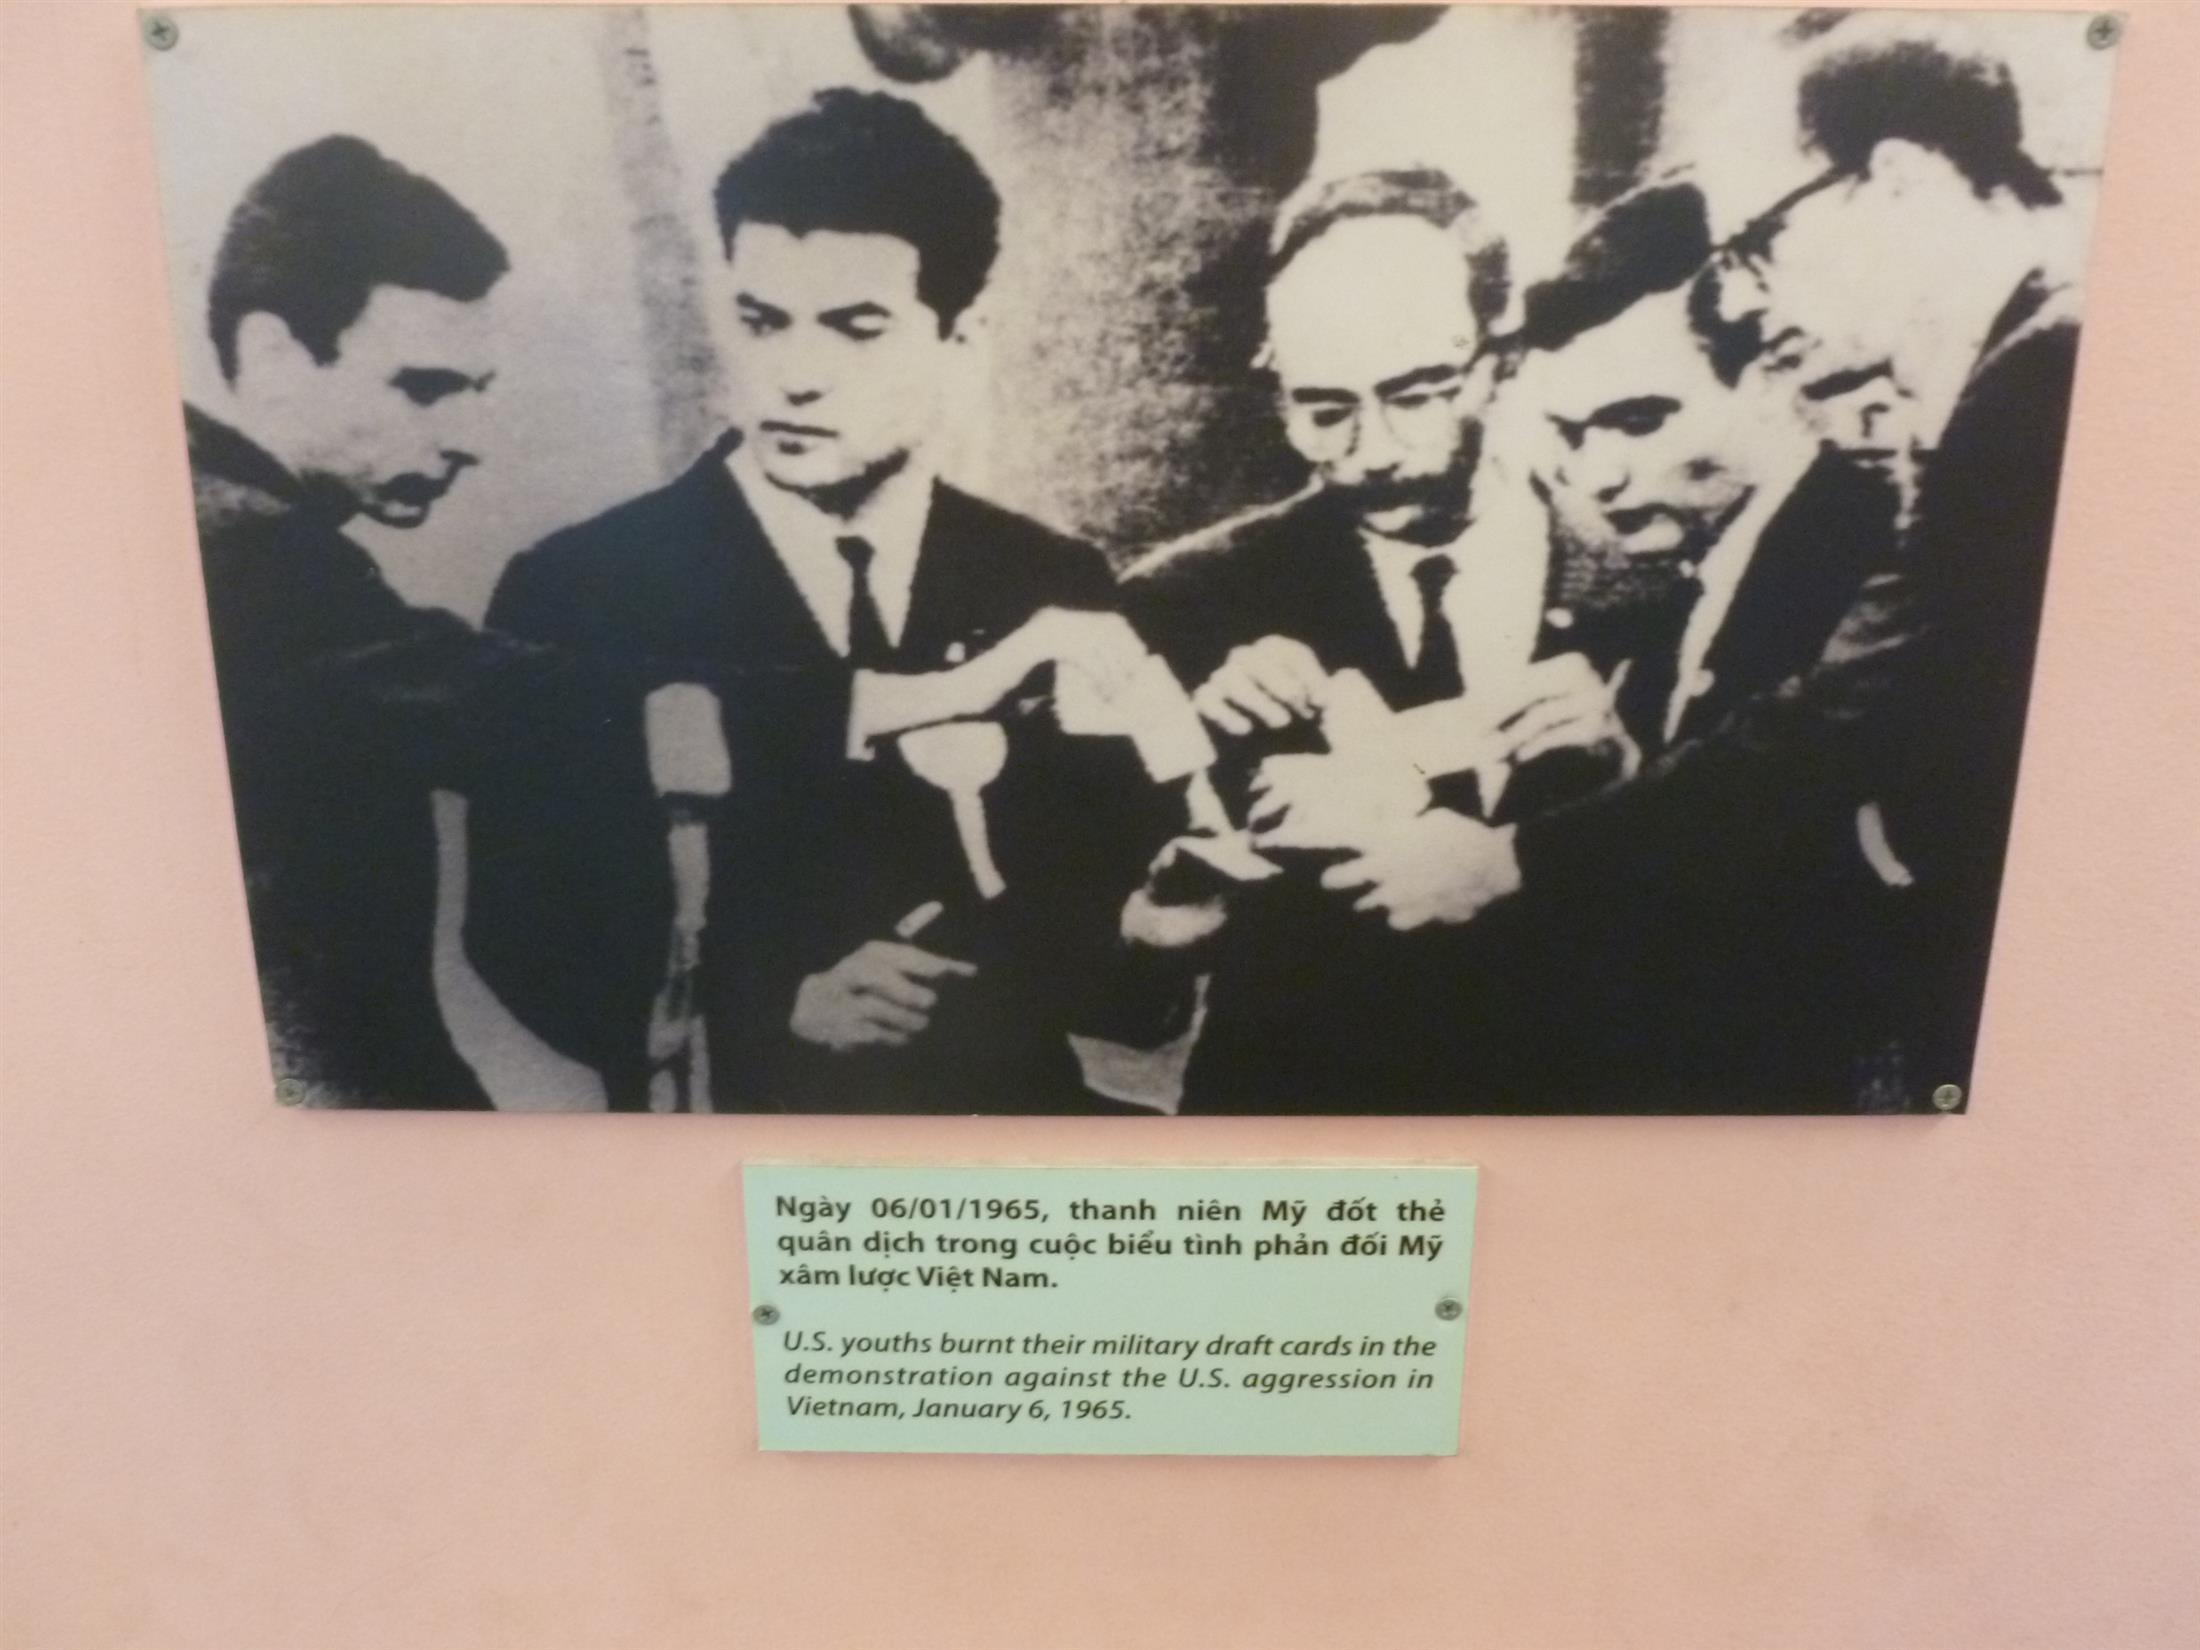 Ngày 06/01/1965, thanh niên Mỹ đốt thẻ
quân dịch trong cuộc biểu tình phản đối Mỹ
xâm lược Việt Nam.
U.S. youths burnt their military draft cards in the
demonstration against the U.S. aggression in
Vietnam, January 6, 1965.